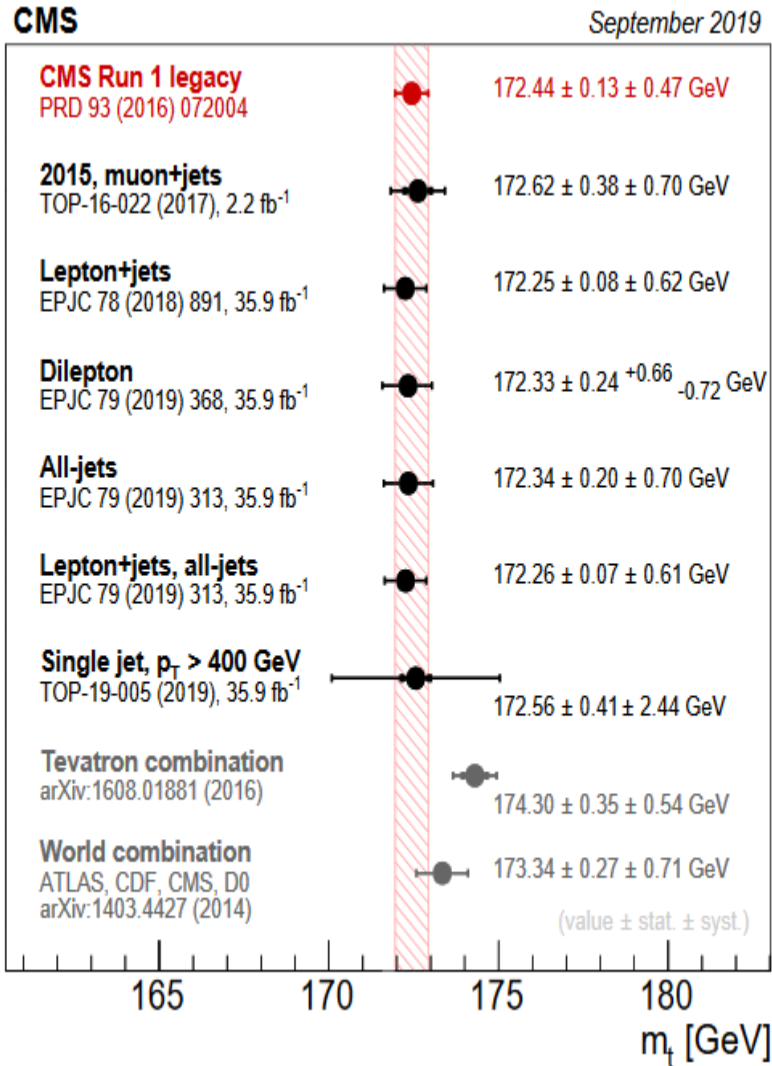 CMS September 2019
CMS Run 1 legacy
PRD 93 (2016) 072004
172.44 ± 0.13 ± 0.47 GeV
2015, muon+jets
TOP-16-022 (2017), 2.2 fb⁻¹
172.62 ± 0.38 ± 0.70 GeV
Lepton+jets
EPJC 78 (2018) 891, 35.9 fb⁻¹
172.25 ± 0.08 ± 0.62 GeV
Dilepton
EPJC 79 (2019) 368, 35.9 fb⁻¹
172.33 ± 0.24 +0.66 -0.72 GeV
All-jets
EPJC 79 (2019) 313, 35.9 fb⁻¹
172.34 ± 0.20 ± 0.70 GeV
Lepton+jets, all-jets
EPJC 79 (2019) 313, 35.9 fb⁻¹
172.26 ± 0.07 ± 0.61 GeV
Single jet, p_T > 400 GeV
TOP-19-005 (2019), 35.9 fb⁻¹
172.56 ± 0.41 ± 2.44 GeV
Tevatron combination
arXiv:1608.01881 (2016)
174.30 ± 0.35 ± 0.54 GeV
World combination
ATLAS, CDF, CMS, D0
arXiv:1403.4427 (2014)
173.34 ± 0.27 ± 0.71 GeV
(value ± stat. ± syst.)
165 170 175 180
m_t [GeV]